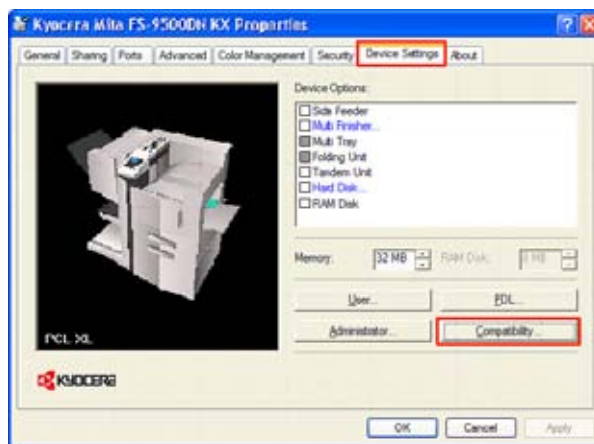 Kyocera Mita FS-9500DN KX Properties
General Sharing Ports Advanced Color Management Security Device Settings About
Device Options:
Side Feeder
Multi Finisher...
Multi Tray
Folding Unit
Tandem Unit
Hard Disk...
RAM Disk
Memory: 32 MB RAM Disk:
User... PDL...
Administrator... Compatibility...
PCL XL
KYOCERA
OK Cancel Apply